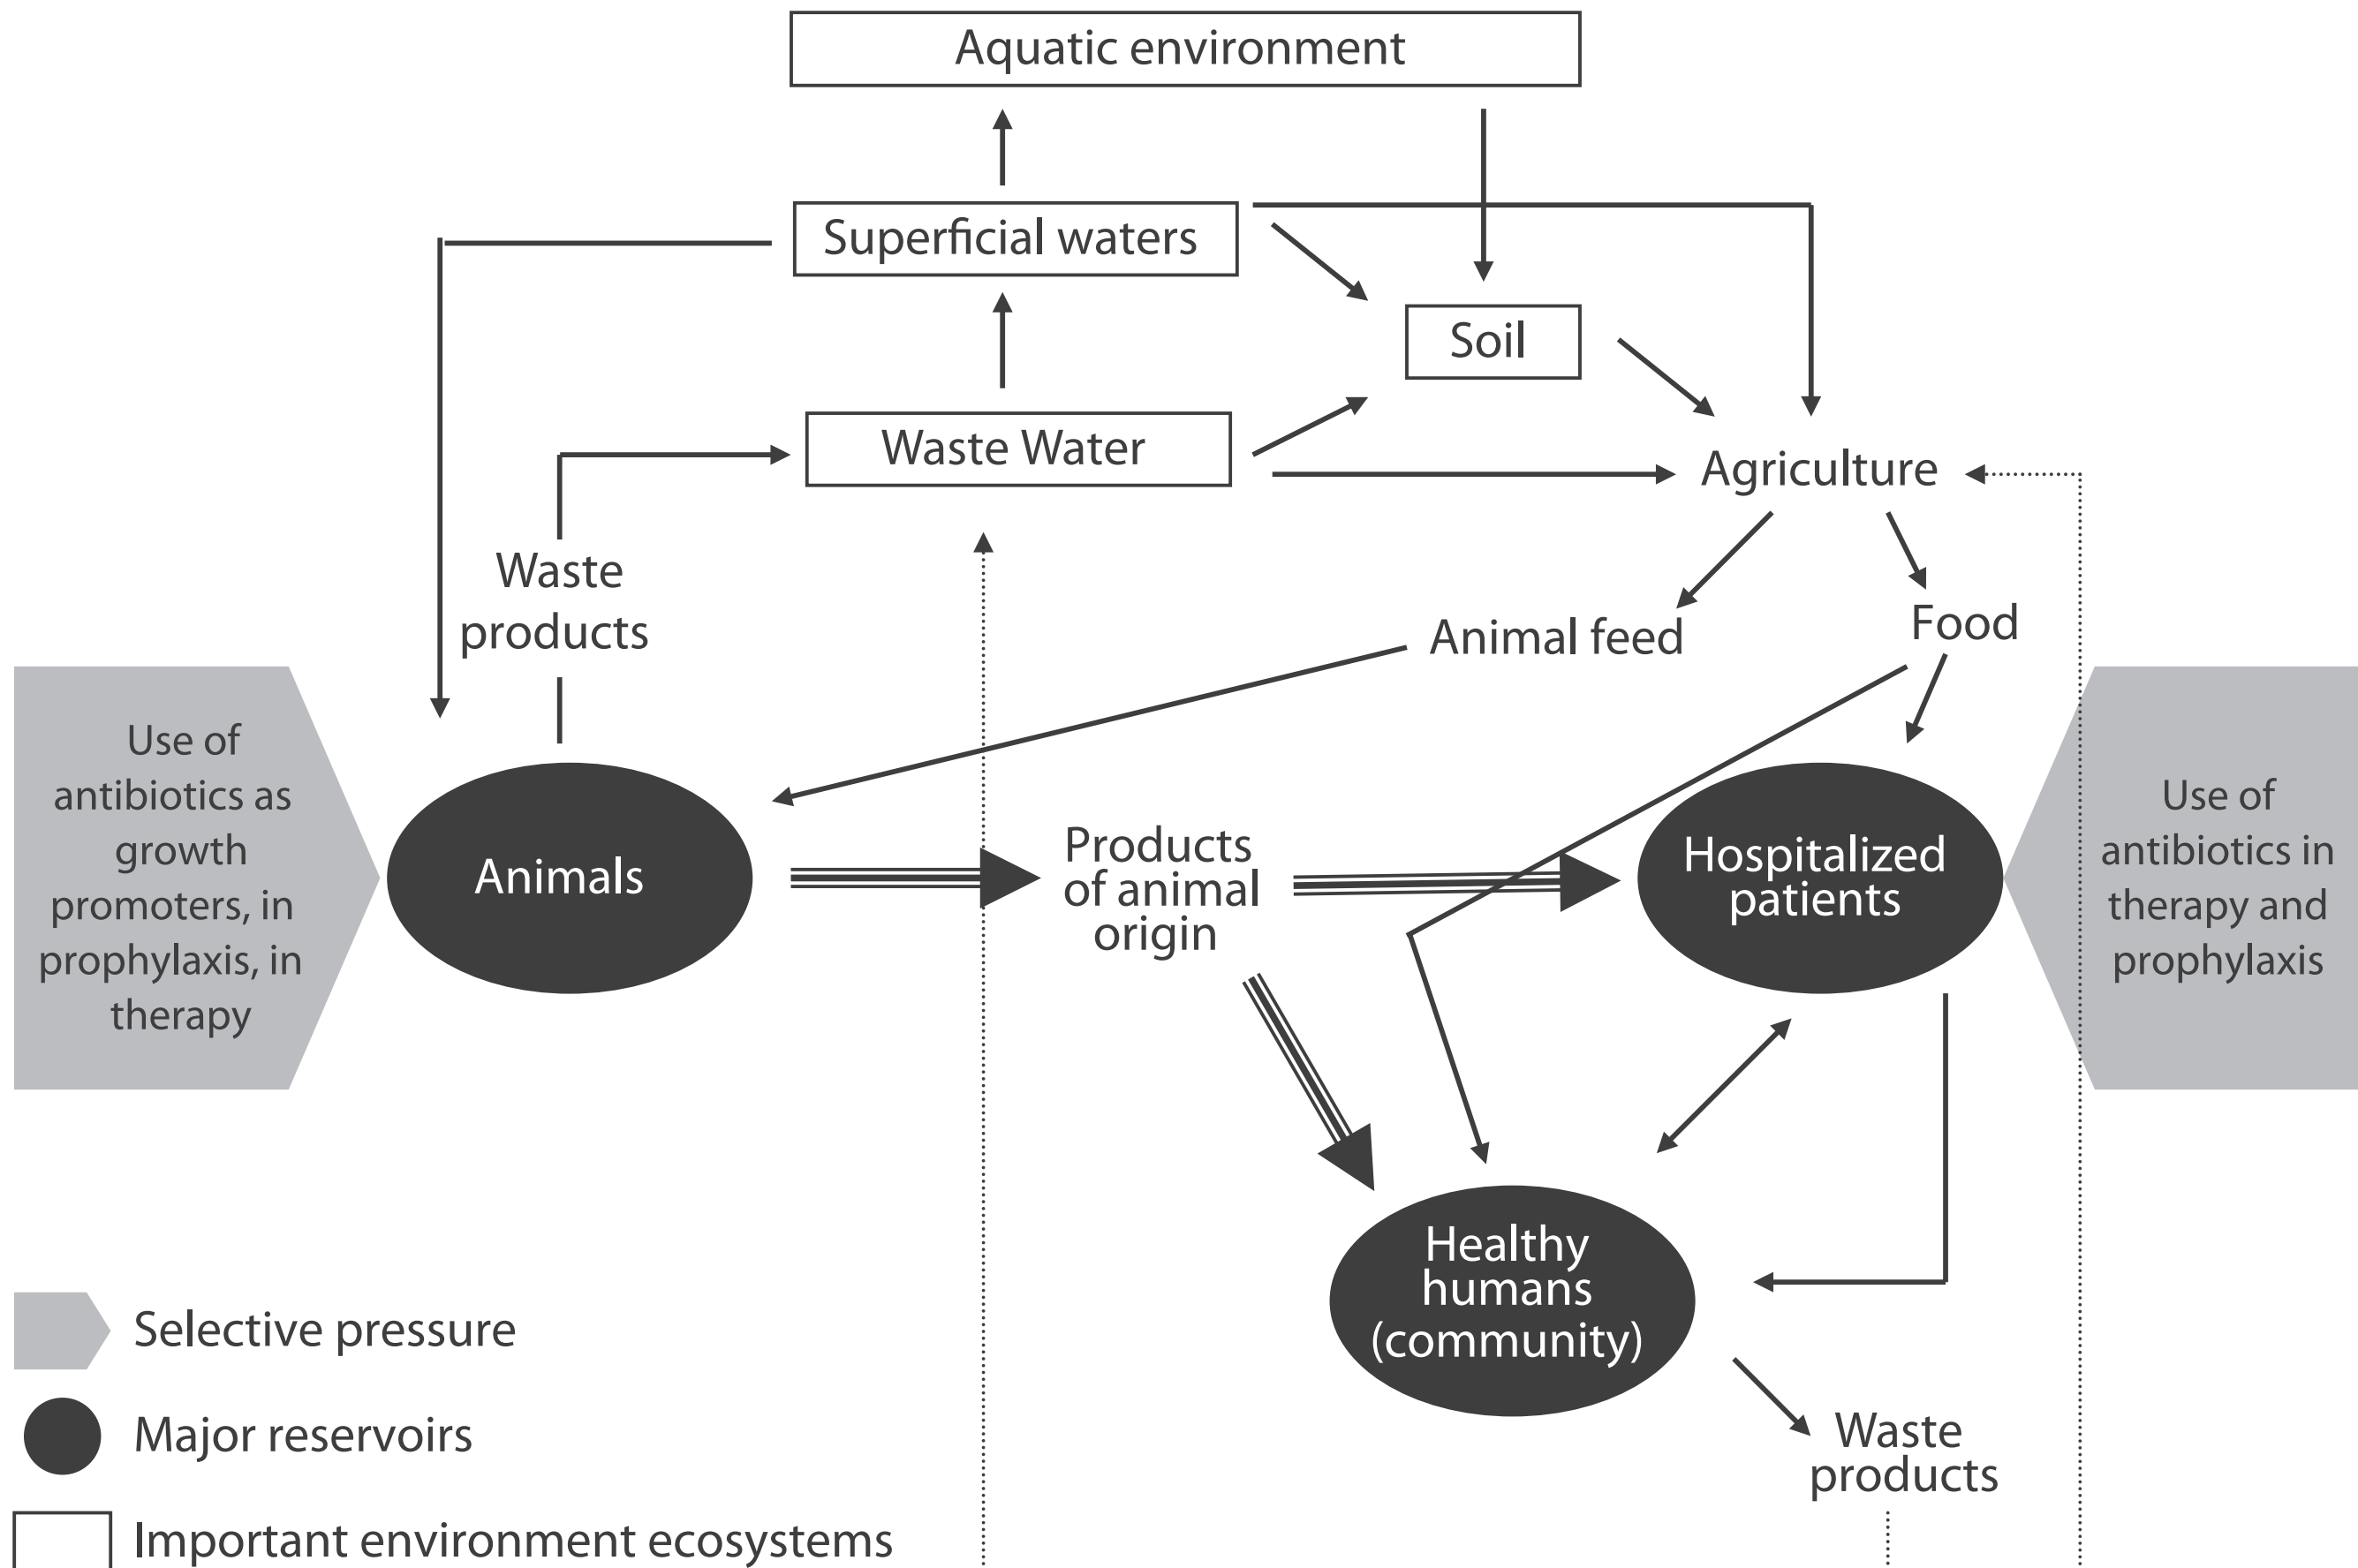 Aquatic environment
Superficial waters
Soil
Waste Water
Agriculture
Waste
products
Animal feed
Food
Use of
antibiotics as
growth
promoters, in
prophylaxis, in
therapy
Animals
Products
of animal
origin
Hospitalized
patients
Use of
antibiotics in
therapy and
prophylaxis
Healthy
humans
(community)
Waste
products
Selective pressure
Major reservoirs
Important environment ecosystems